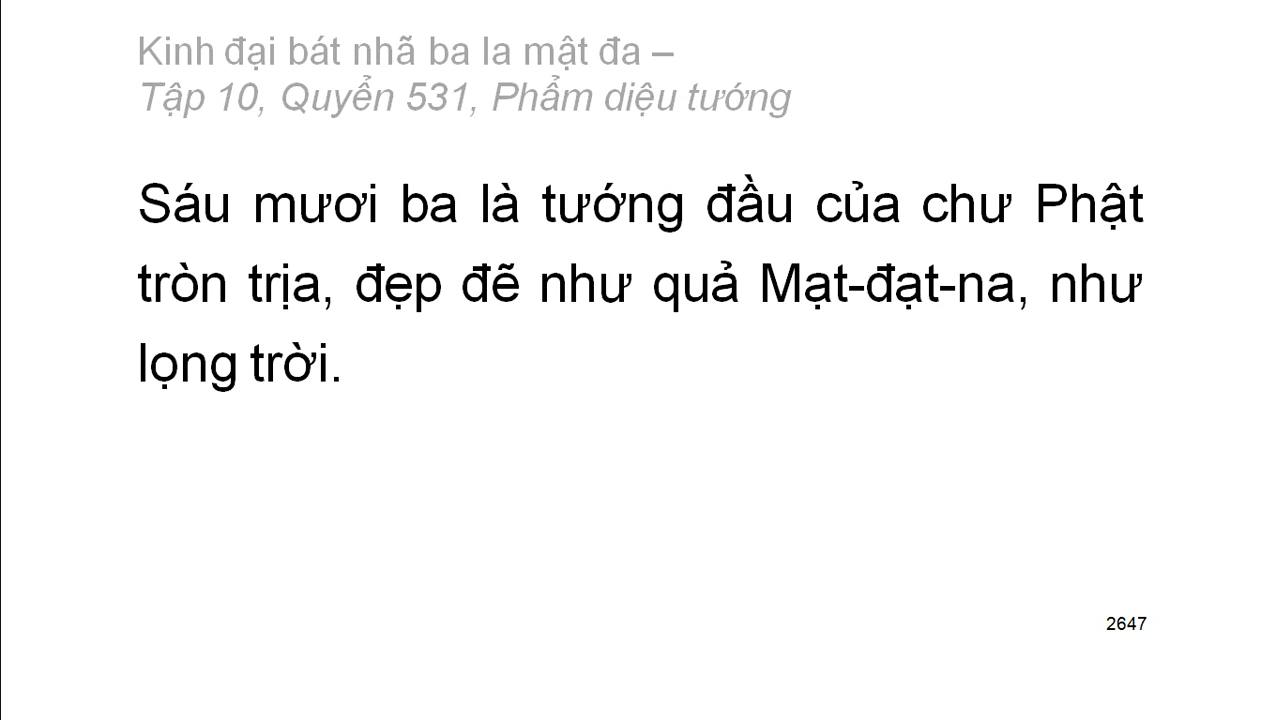 Kinh đại bát nhã ba la mật đa –
Tập 10, Quyển 531, Phẩm diệu tướng
Sáu mươi ba là tướng đầu của chư Phật
tròn trịa, đẹp đẽ như quả Mạt-đạt-na, như
lọng trời.
2647